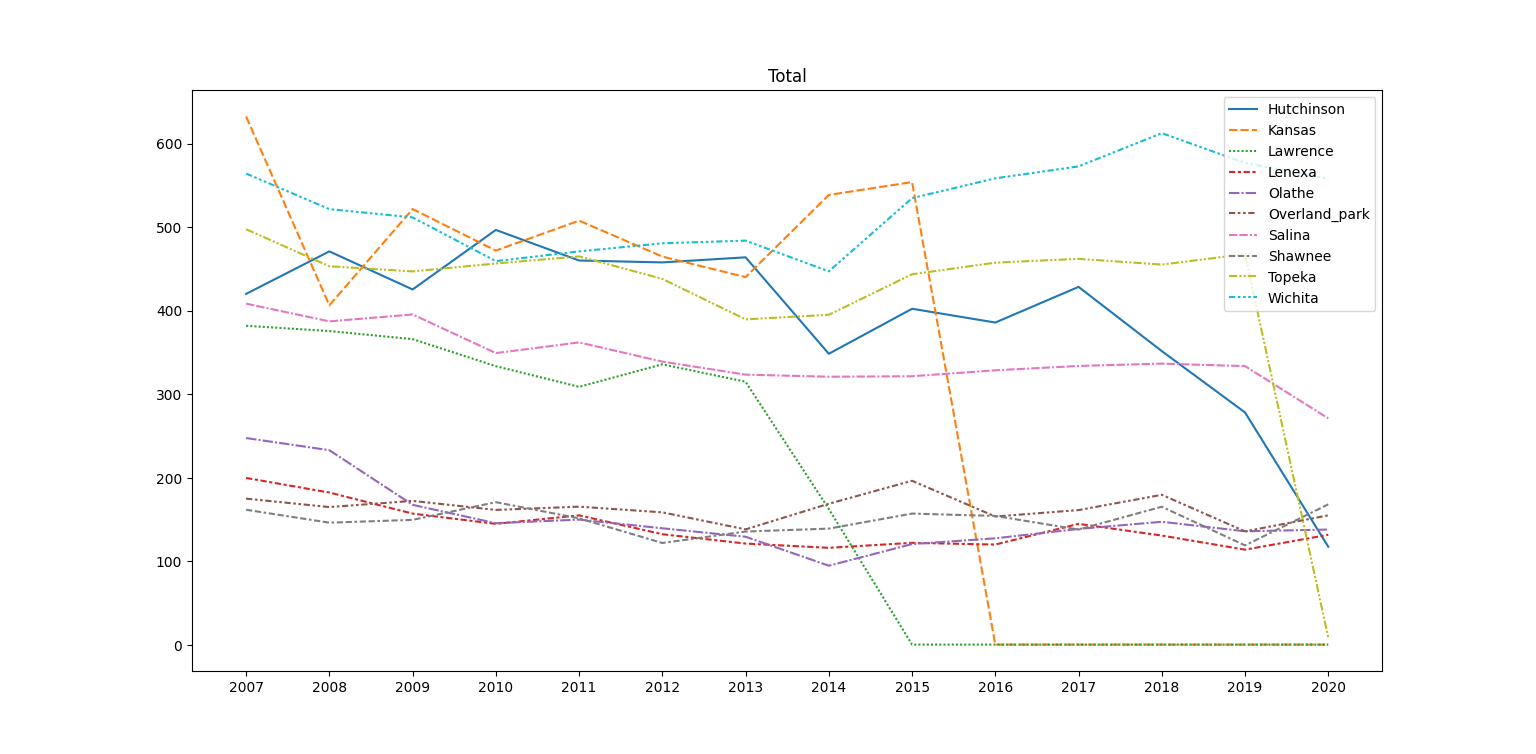 Total
600
500
400
300
200
100
0
2007 2008 2009 2010 2011 2012 2013 2014 2015 2016 2017 2018 2019 2020
Hutchinson
Kansas
Lawrence
Lenexa
Olathe
Overland_park
Salina
Shawnee
Topeka
Wichita